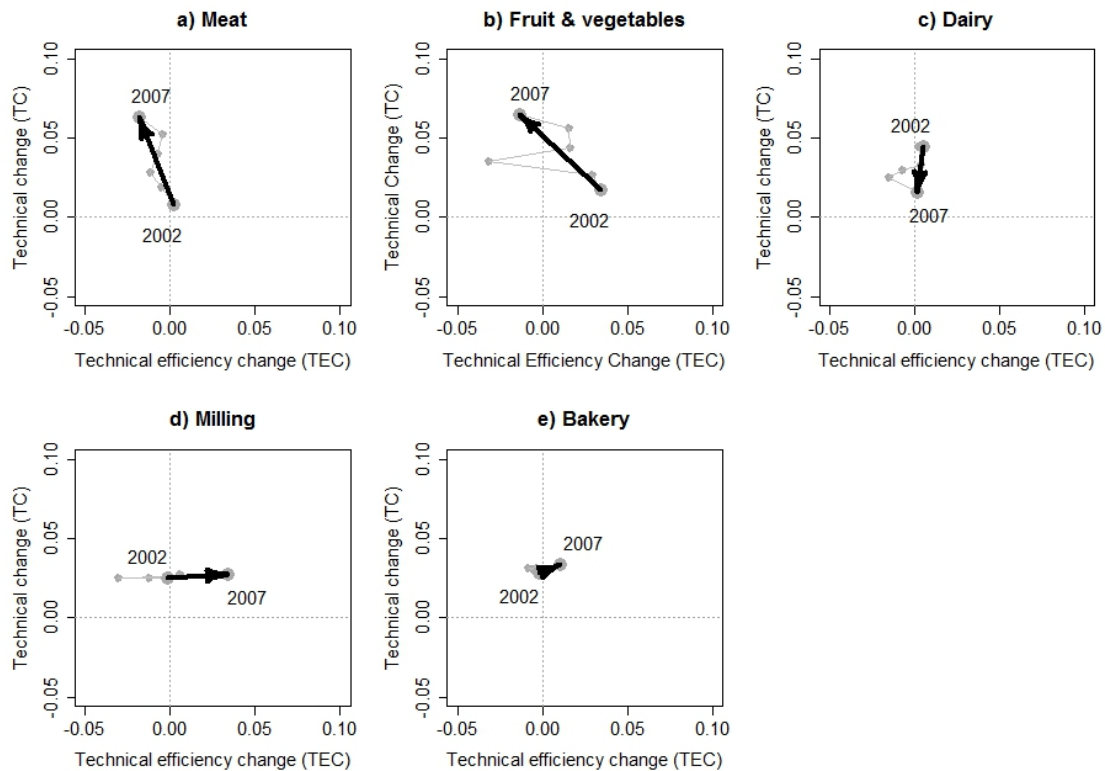 a) Meat
0.10
0.05
0.00
-0.05
Technical change (TC)
2007
2002
-0.05 0.00 0.05 0.10
Technical efficiency change (TEC)
b) Fruit & vegetables
0.10
0.05
0.00
-0.05
Technical Change (TC)
2007
2002
-0.05 0.00 0.05 0.10
Technical Efficiency Change (TEC)
c) Dairy
0.10
0.05
0.00
-0.05
Technical change (TC)
2002
2007
-0.05 0.00 0.05 0.10
Technical efficiency change (TEC)
d) Milling
0.10
0.05
0.00
-0.05
Technical change (TC)
2002
2007
-0.05 0.00 0.05 0.10
Technical efficiency change (TEC)
e) Bakery
0.10
0.05
0.00
-0.05
Technical change (TC)
2007
2002
-0.05 0.00 0.05 0.10
Technical efficiency change (TEC)